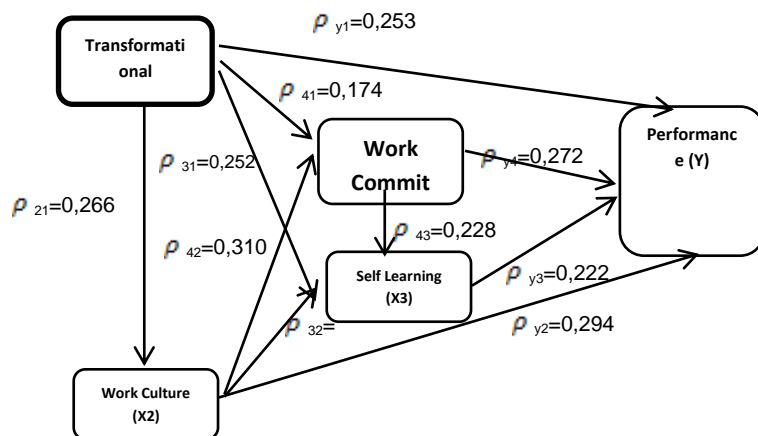 ρ y1=0,253
Transformati
onal
ρ 41=0,174
Work
Commit
Performanc
e (Y)
ρ y4=0,272
ρ 31=0,252
ρ 21=0,266
ρ 42=0,310
ρ 43=0,228
Self Learning
(X3)
ρ y3=0,222
ρ 32=
ρ y2=0,294
Work Culture
(X2)